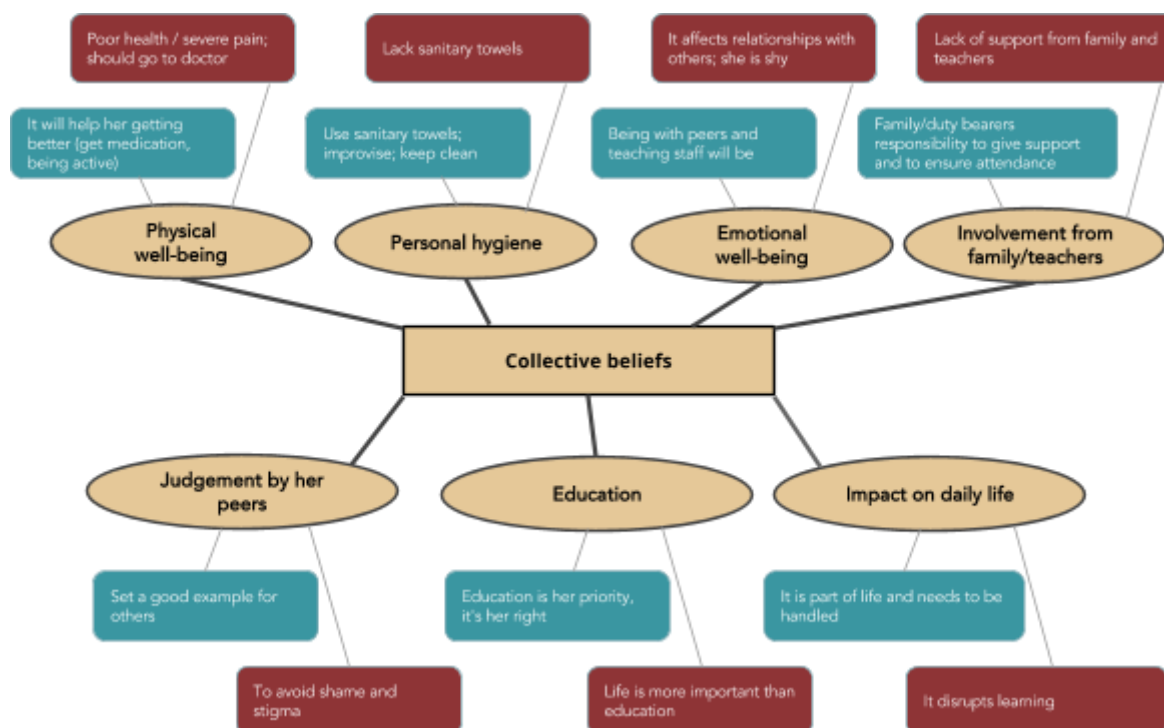 Poor health / severe pain;
should go to doctor
Lack sanitary towels
It affects relationships with
others; she is shy
Lack of support from family and
teachers
It will help her getting
better (get medication,
being active)
Use sanitary towels;
improvise; keep clean
Being with peers and
teaching staff will be
Family/duty bearers
responsibility to give support
and to ensure attendance
Physical
well-being
Personal hygiene
Emotional
well-being
Involvement from
family/teachers
Collective beliefs
Judgement by her
peers
Education
Impact on daily life
Set a good example for
others
Education is her priority,
it's her right
It is part of life and needs to be
handled
To avoid shame and
stigma
Life is more important than
education
It disrupts learning